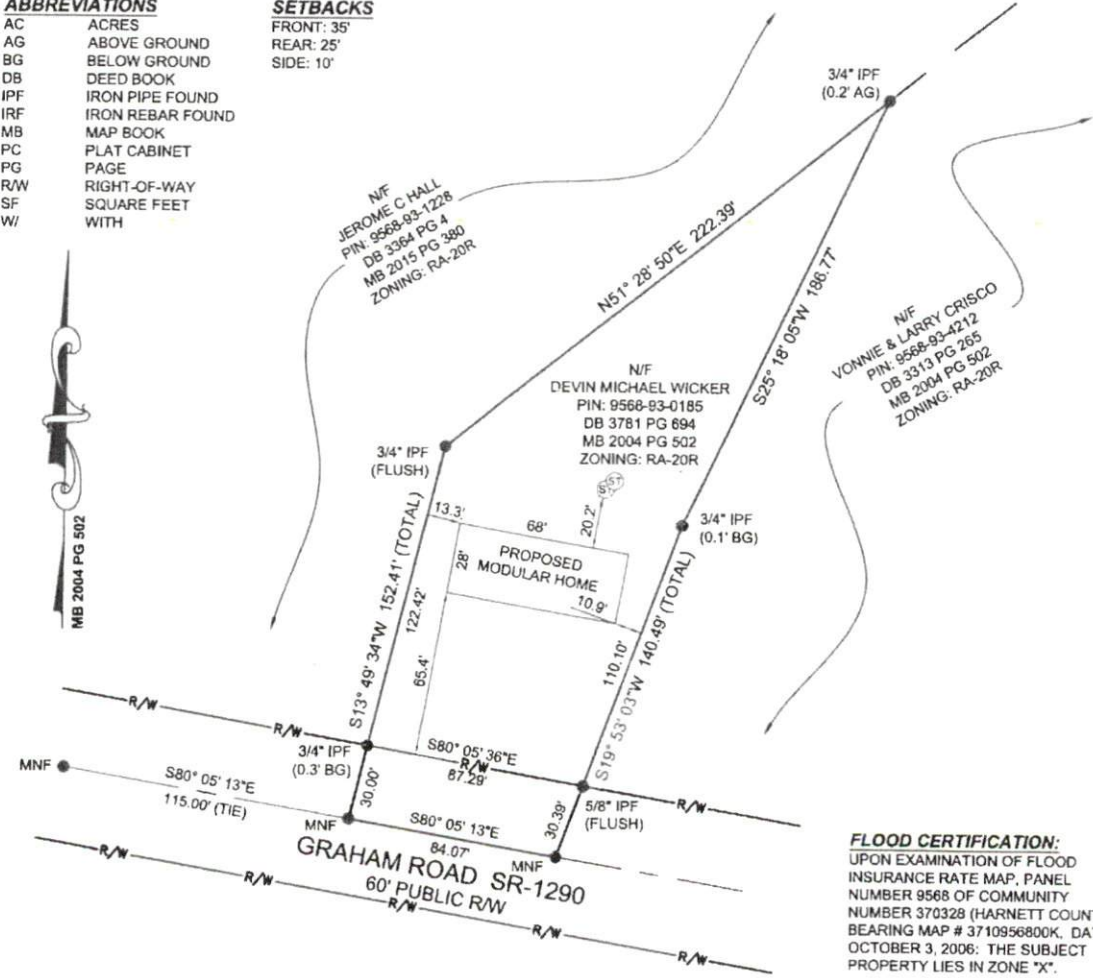 ABBREVIATIONS
AC ACRES
AG ABOVE GROUND
BG BELOW GROUND
DB DEED BOOK
IPF IRON PIPE FOUND
IRF IRON REBAR FOUND
MB MAP BOOK
PC PLAT CABINET
PG PAGE
R/W RIGHT-OF-WAY
SF SQUARE FEET
W/ WITH
SETBACKS
FRONT: 35'
REAR: 25'
SIDE: 10'
3/4" IPF
(0.2' AG)
N/F
JEROME C HALL
PIN: 9568-93-1228
DB 3364 PG 4
MB 2015 PG 380
ZONING: RA-20R
N51° 28' 50"E 222.39'
S25° 18' 05"W 186.77'
N/F
VONNIE & LARRY CRISCO
PIN: 9568-93-4212
DB 3313 PG 265
MB 2004 PG 502
ZONING: RA-20R
N/F
DEVIN MICHAEL WICKER
PIN: 9568-93-0185
DB 3781 PG 694
MB 2004 PG 502
ZONING: RA-20R
MB 2004 PG 502
3/4" IPF
(FLUSH)
ST
20.2'
13.3'
68'
3/4" IPF
(0.1' BG)
PROPOSED
MODULAR HOME
28'
10.9'
S13° 49' 34"W 152.41' (TOTAL)
122.42'
65.4'
110.10'
S19° 53' 03"W 140.49' (TOTAL)
R/W
R/W
3/4" IPF
(0.3' BG)
S80° 05' 36"E
R/W
87.29'
R/W
5/8" IPF
(FLUSH)
MNF
S80° 05' 13"E
115.00' (TIE)
30.00'
30.39'
MNF
S80° 05' 13"E
84.07'
MNF
GRAHAM ROAD SR-1290
60' PUBLIC R/W
R/W
R/W
R/W
R/W
FLOOD CERTIFICATION:
UPON EXAMINATION OF FLOOD
INSURANCE RATE MAP, PANEL
NUMBER 9568 OF COMMUNITY
NUMBER 370328 (HARNETT COUNT
BEARING MAP # 3710956800K, DA
OCTOBER 3, 2006: THE SUBJECT
PROPERTY LIES IN ZONE "X".